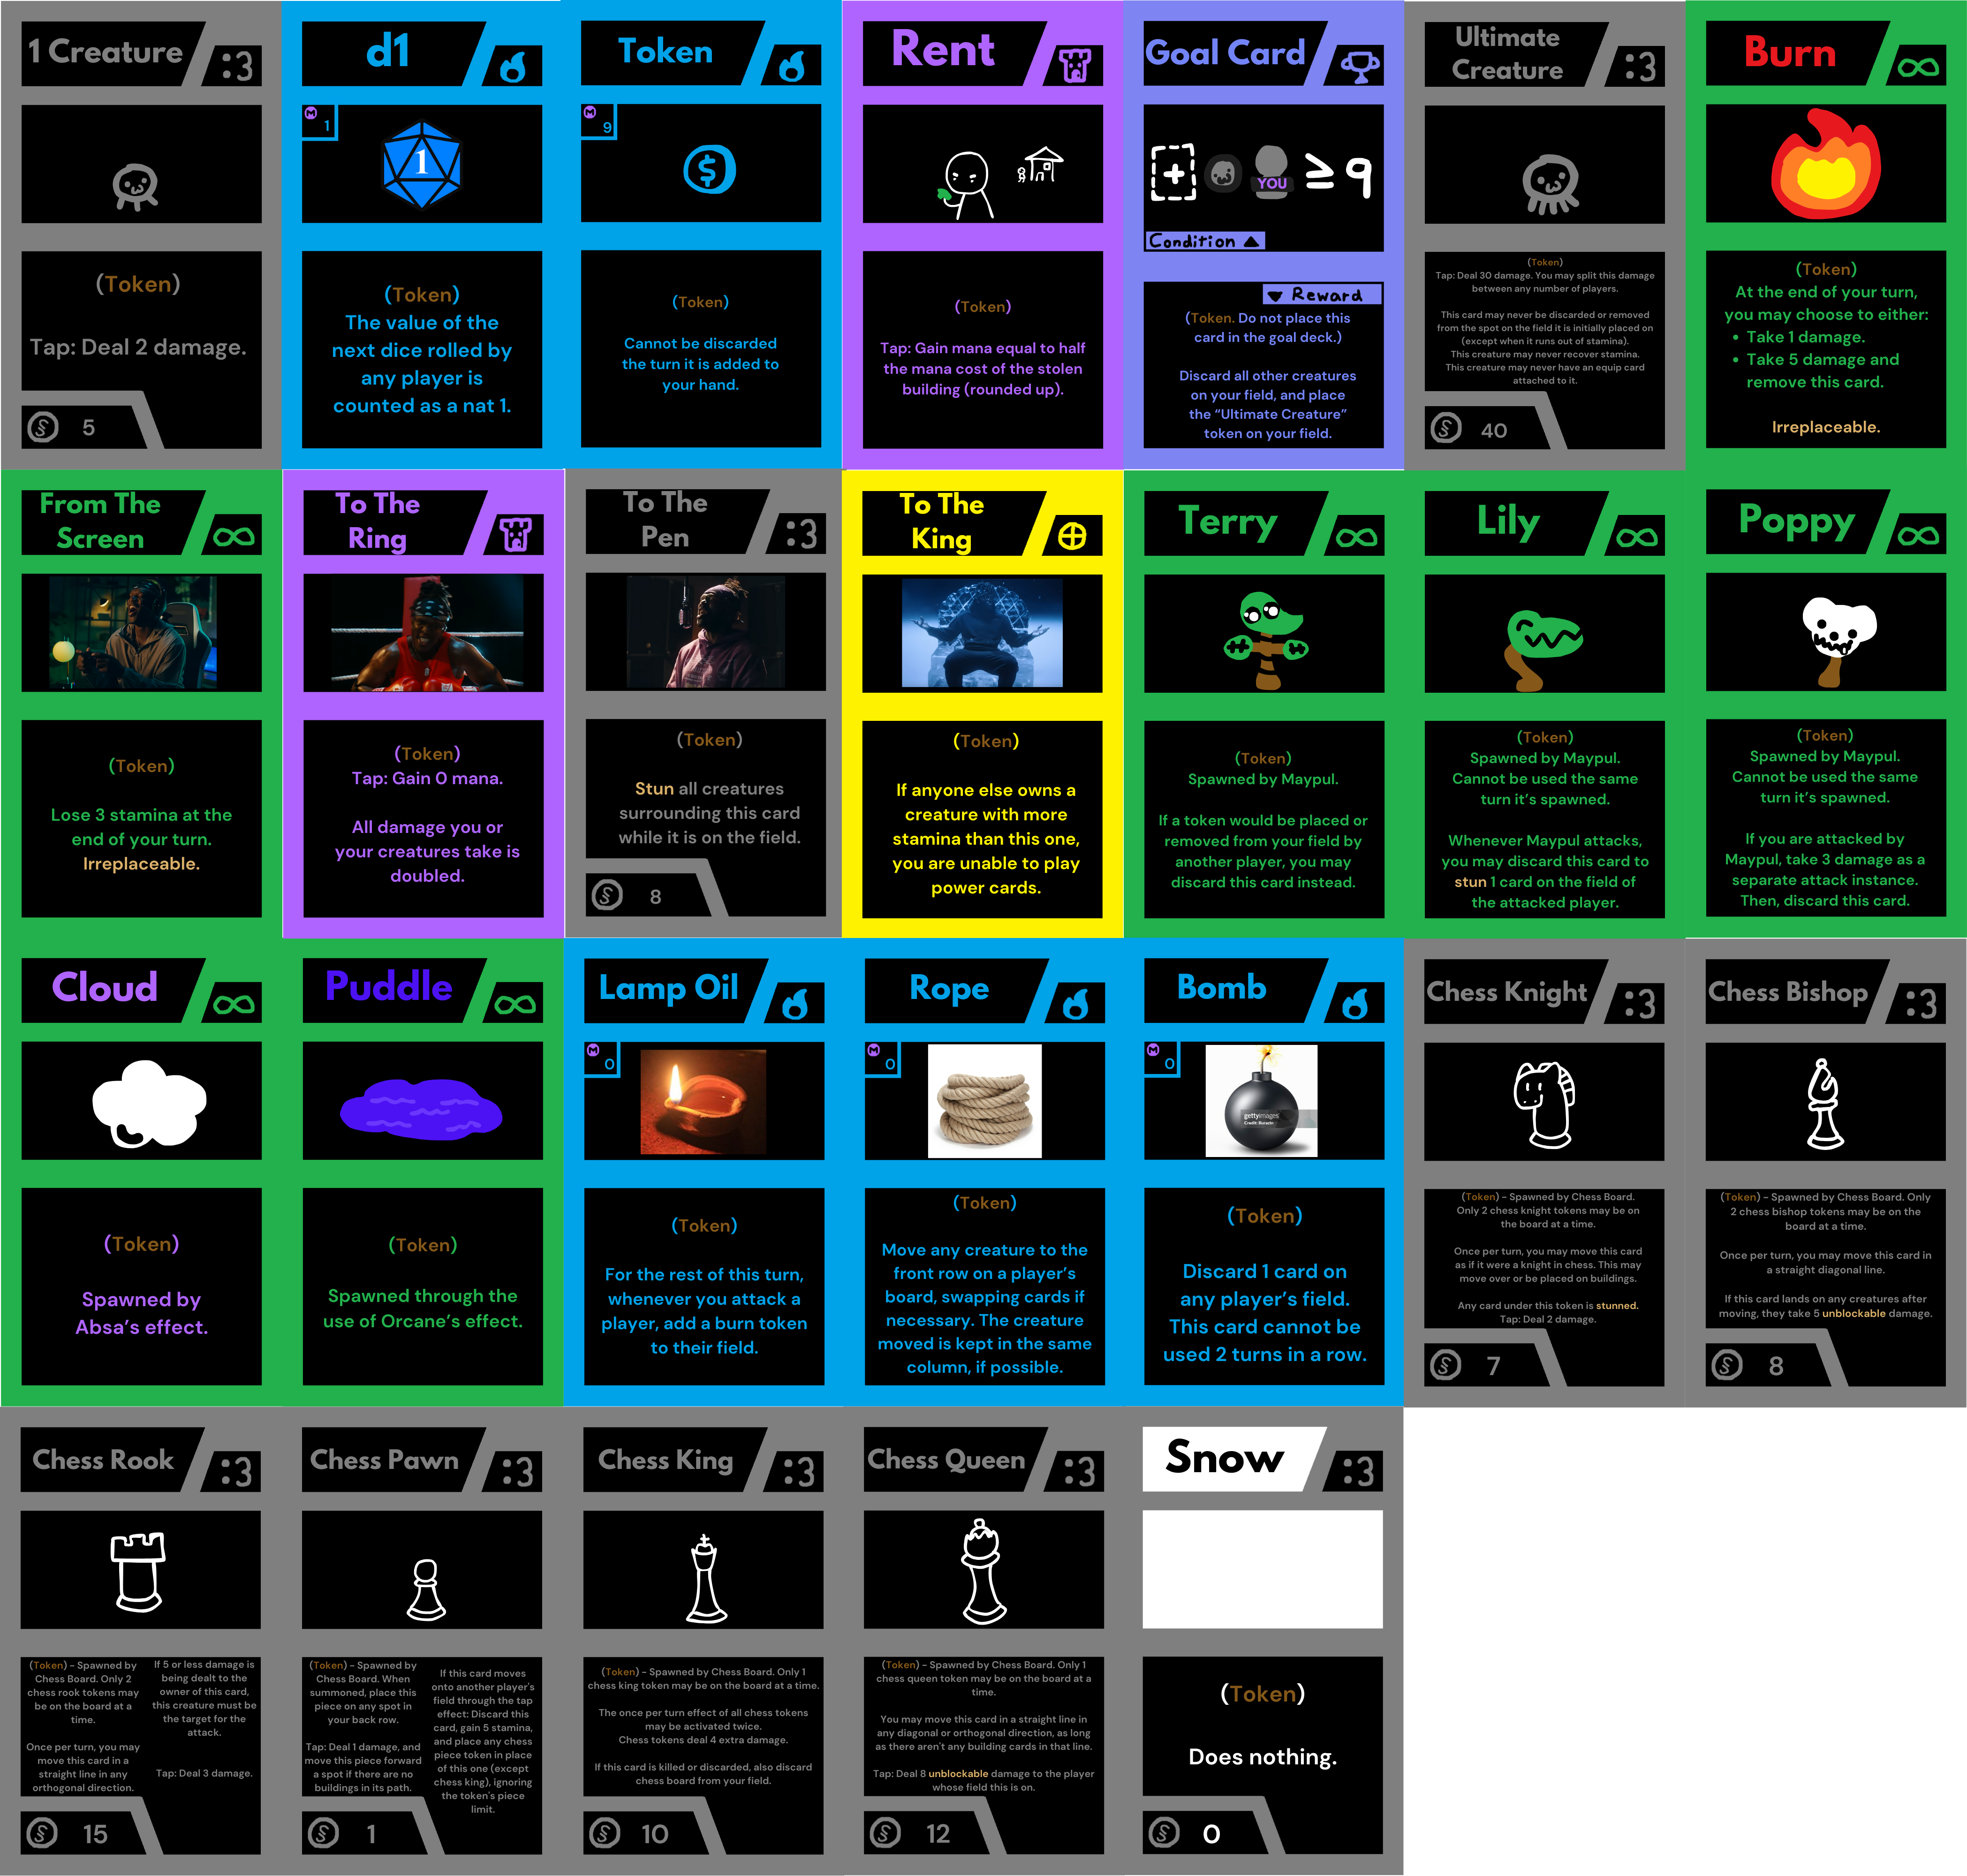 1 Creature
:3
(Token)
Tap: Deal 2 damage.
5
d1
M
1
1
(Token)
The value of the
next dice rolled by
any player is
counted as a nat 1.
Token
M
9
$
(Token)
Cannot be discarded
the turn it is added to
your hand.
Rent
(Token)
Tap: Gain mana equal to half
the mana cost of the stolen
building (rounded up).
Goal Card
+
YOU
≥ 9
Condition ▲
▼ Reward
(Token. Do not place this
card in the goal deck.)
Discard all other creatures
on your field, and place
the “Ultimate Creature”
token on your field.
Ultimate
Creature
:3
(Token)
Tap: Deal 30 damage. You may split this damage
between any number of players.
This card may never be discarded or removed
from the spot on the field it is initially placed on
(except when it runs out of stamina).
This creature may never recover stamina.
This creature may never have an equip card
attached to it.
40
Burn
(Token)
At the end of your turn,
you may choose to either:
• Take 1 damage.
• Take 5 damage and
remove this card.
Irreplaceable.
From The
Screen
(Token)
Lose 3 stamina at the
end of your turn.
Irreplaceable.
To The
Ring
(Token)
Tap: Gain 0 mana.
All damage you or
your creatures take is
doubled.
To The
Pen
:3
(Token)
Stun all creatures
surrounding this card
while it is on the field.
8
To The
King
(Token)
If anyone else owns a
creature with more
stamina than this one,
you are unable to play
power cards.
Terry
(Token)
Spawned by Maypul.
If a token would be placed or
removed from your field by
another player, you may
discard this card instead.
Lily
(Token)
Spawned by Maypul.
Cannot be used the same
turn it’s spawned.
Whenever Maypul attacks,
you may discard this card to
stun 1 card on the field of
the attacked player.
Poppy
(Token)
Spawned by Maypul.
Cannot be used the same
turn it’s spawned.
If you are attacked by
Maypul, take 3 damage as a
separate attack instance.
Then, discard this card.
Cloud
(Token)
Spawned by
Absa’s effect.
Puddle
(Token)
Spawned through the
use of Orcane’s effect.
Lamp Oil
M
0
(Token)
For the rest of this turn,
whenever you attack a
player, add a burn token
to their field.
Rope
M
0
(Token)
Move any creature to the
front row on a player’s
board, swapping cards if
necessary. The creature
moved is kept in the same
column, if possible.
Bomb
M
0
gettyimages
Credit: Burazin
(Token)
Discard 1 card on
any player’s field.
This card cannot be
used 2 turns in a row.
Chess Knight
:3
(Token) - Spawned by Chess Board.
Only 2 chess knight tokens may be on
the board at a time.
Once per turn, you may move this card
as if it were a knight in chess. This may
move over or be placed on buildings.
Any card under this token is stunned.
Tap: Deal 2 damage.
7
Chess Bishop
:3
(Token) - Spawned by Chess Board. Only
2 chess bishop tokens may be on the
board at a time.
Once per turn, you may move this card in
a straight diagonal line.
If this card lands on any creatures after
moving, they take 5 unblockable damage.
8
Chess Rook
:3
(Token) - Spawned by
Chess Board. Only 2
chess rook tokens may
be on the board at a
time.
Once per turn, you may
move this card in a
straight line in any
orthogonal direction.
If 5 or less damage is
being dealt to the
owner of this card,
this creature must be
the target for the
attack.
Tap: Deal 3 damage.
15
Chess Pawn
:3
(Token) - Spawned by
Chess Board. When
summoned, place this
piece on any spot in
your back row.
Tap: Deal 1 damage, and
move this piece forward
a spot if there are no
buildings in its path.
If this card moves
onto another player's
field through the tap
effect: Discard this
card, gain 5 stamina,
and place any chess
piece token in place
of this one (except
chess king), ignoring
the token's piece
limit.
1
Chess King
:3
(Token) - Spawned by Chess Board. Only 1
chess king token may be on the board at a time.
The once per turn effect of all chess tokens
may be activated twice.
Chess tokens deal 4 extra damage.
If this card is killed or discarded, also discard
chess board from your field.
10
Chess Queen
:3
(Token) - Spawned by Chess Board. Only 1
chess queen token may be on the board at a
time.
You may move this card in a straight line in
any diagonal or orthogonal direction, as long
as there aren't any building cards in that line.
Tap: Deal 8 unblockable damage to the player
whose field this is on.
12
Snow
:3
(Token)
Does nothing.
0